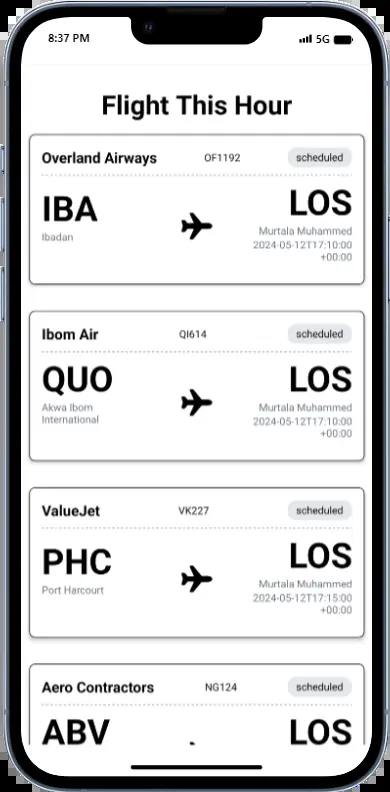 8:37 PM 5G
Flight This Hour
Overland Airways OF1192 scheduled
IBA LOS
Ibadan Murtala Muhammed
2024-05-12T17:10:00
+00:00
Ibom Air QI614 scheduled
QUO LOS
Akwa Ibom Murtala Muhammed
International 2024-05-12T17:10:00
+00:00
ValueJet VK227 scheduled
PHC LOS
Port Harcourt Murtala Muhammed
2024-05-12T17:15:00
+00:00
Aero Contractors NG124 scheduled
ABV LOS